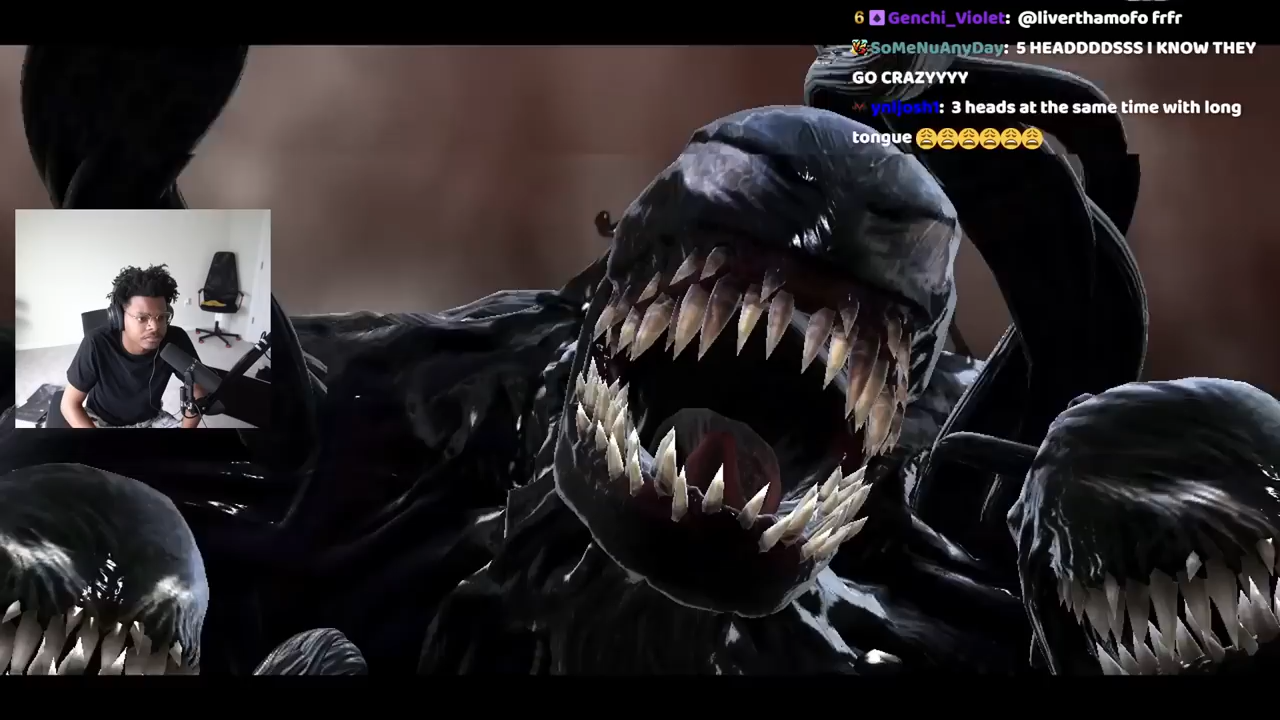 6 Genchi_Violet: @liverthamofo frfr
SoMeNuAnyDay: 5 HEADDDDSSS I KNOW THEY
GO CRAZYYYY
ynljosh1: 3 heads at the same time with long
tongue 😩😩😩😩😩😩